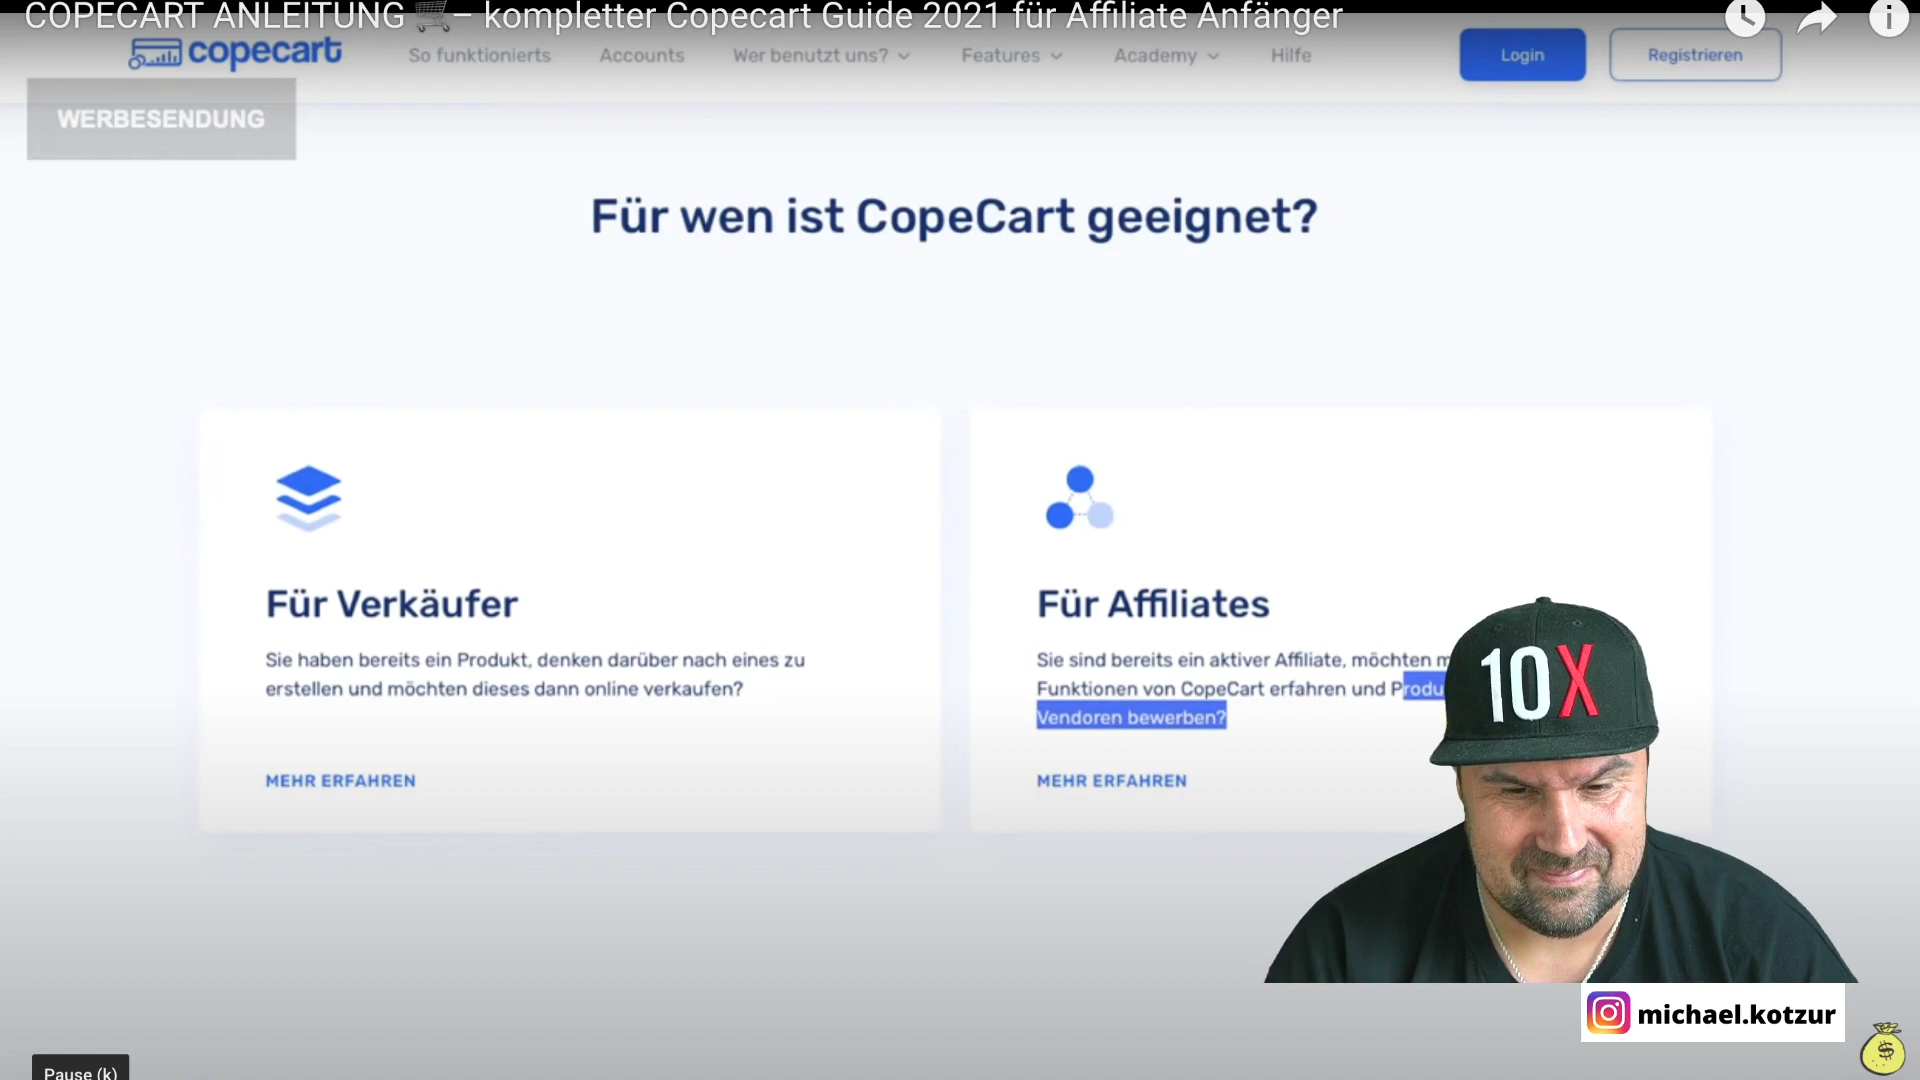 COPECART ANLEITUNG 🛒 – kompletter Copecart Guide 2021 für Affiliate Anfänger
copecart So funktionierts Accounts Wer benutzt uns? Features Academy Hilfe Login Registrieren
WERBESENDUNG
Für wen ist CopeCart geeignet?
Für Verkäufer
Sie haben bereits ein Produkt, denken darüber nach eines zu
erstellen und möchten dieses dann online verkaufen?
MEHR ERFAHREN
Für Affiliates
Sie sind bereits ein aktiver Affiliate, möchten
Funktionen von CopeCart erfahren und
Vendoren bewerben?
MEHR ERFAHREN
10X
michael.kotzur
$
Pause (k)